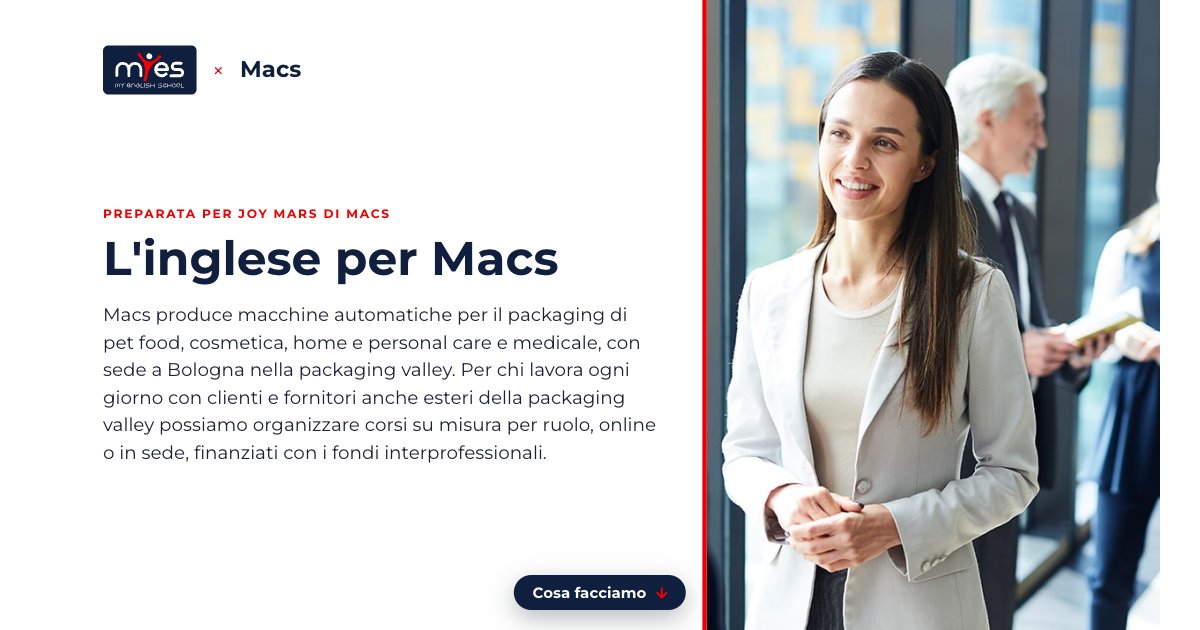 myes
MY ENGLISH SCHOOL
× Macs
PREPARATA PER JOY MARS DI MACS
L'inglese per Macs
Macs produce macchine automatiche per il packaging di
pet food, cosmetica, home e personal care e medicale, con
sede a Bologna nella packaging valley. Per chi lavora ogni
giorno con clienti e fornitori anche esteri della packaging
valley possiamo organizzare corsi su misura per ruolo, online
o in sede, finanziati con i fondi interprofessionali.
Cosa facciamo ↓